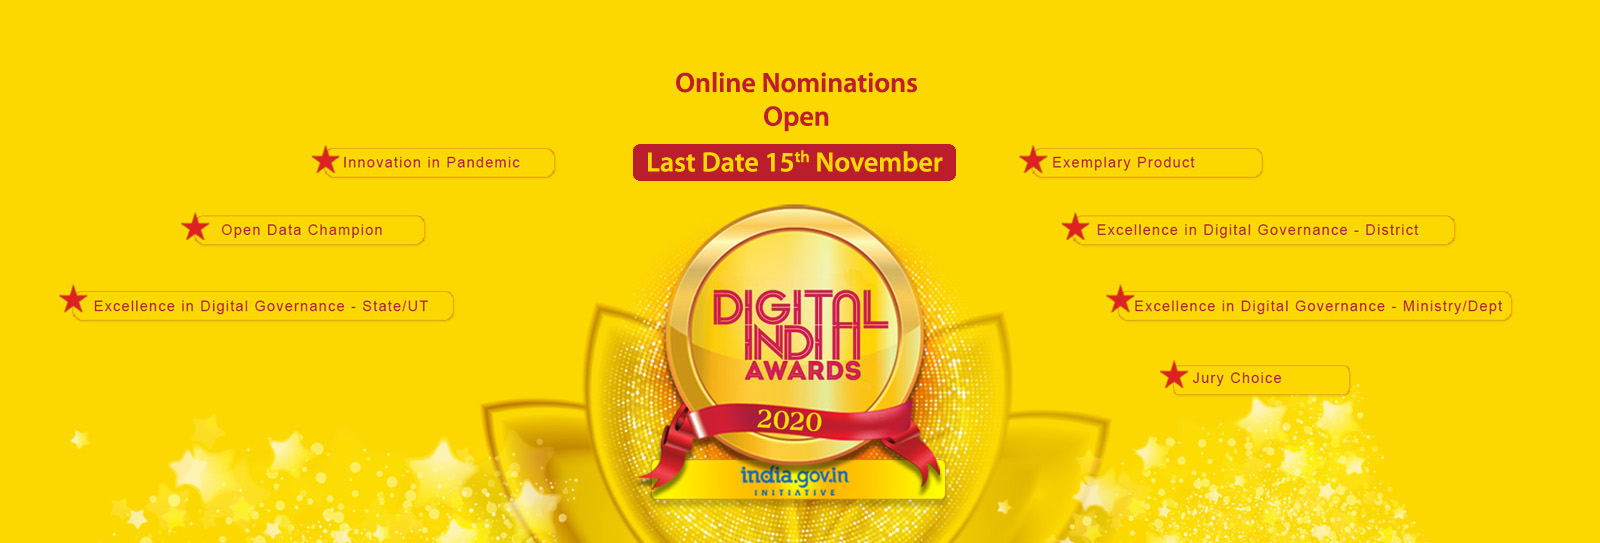 Online Nominations
Open
Last Date 15th November
Innovation in Pandemic
Open Data Champion
Excellence in Digital Governance - State/UT
Exemplary Product
Excellence in Digital Governance - District
Excellence in Digital Governance - Ministry/Dept
Jury Choice
DIGITAL
INDIA
AWARDS
2020
india.gov.in
INITIATIVE